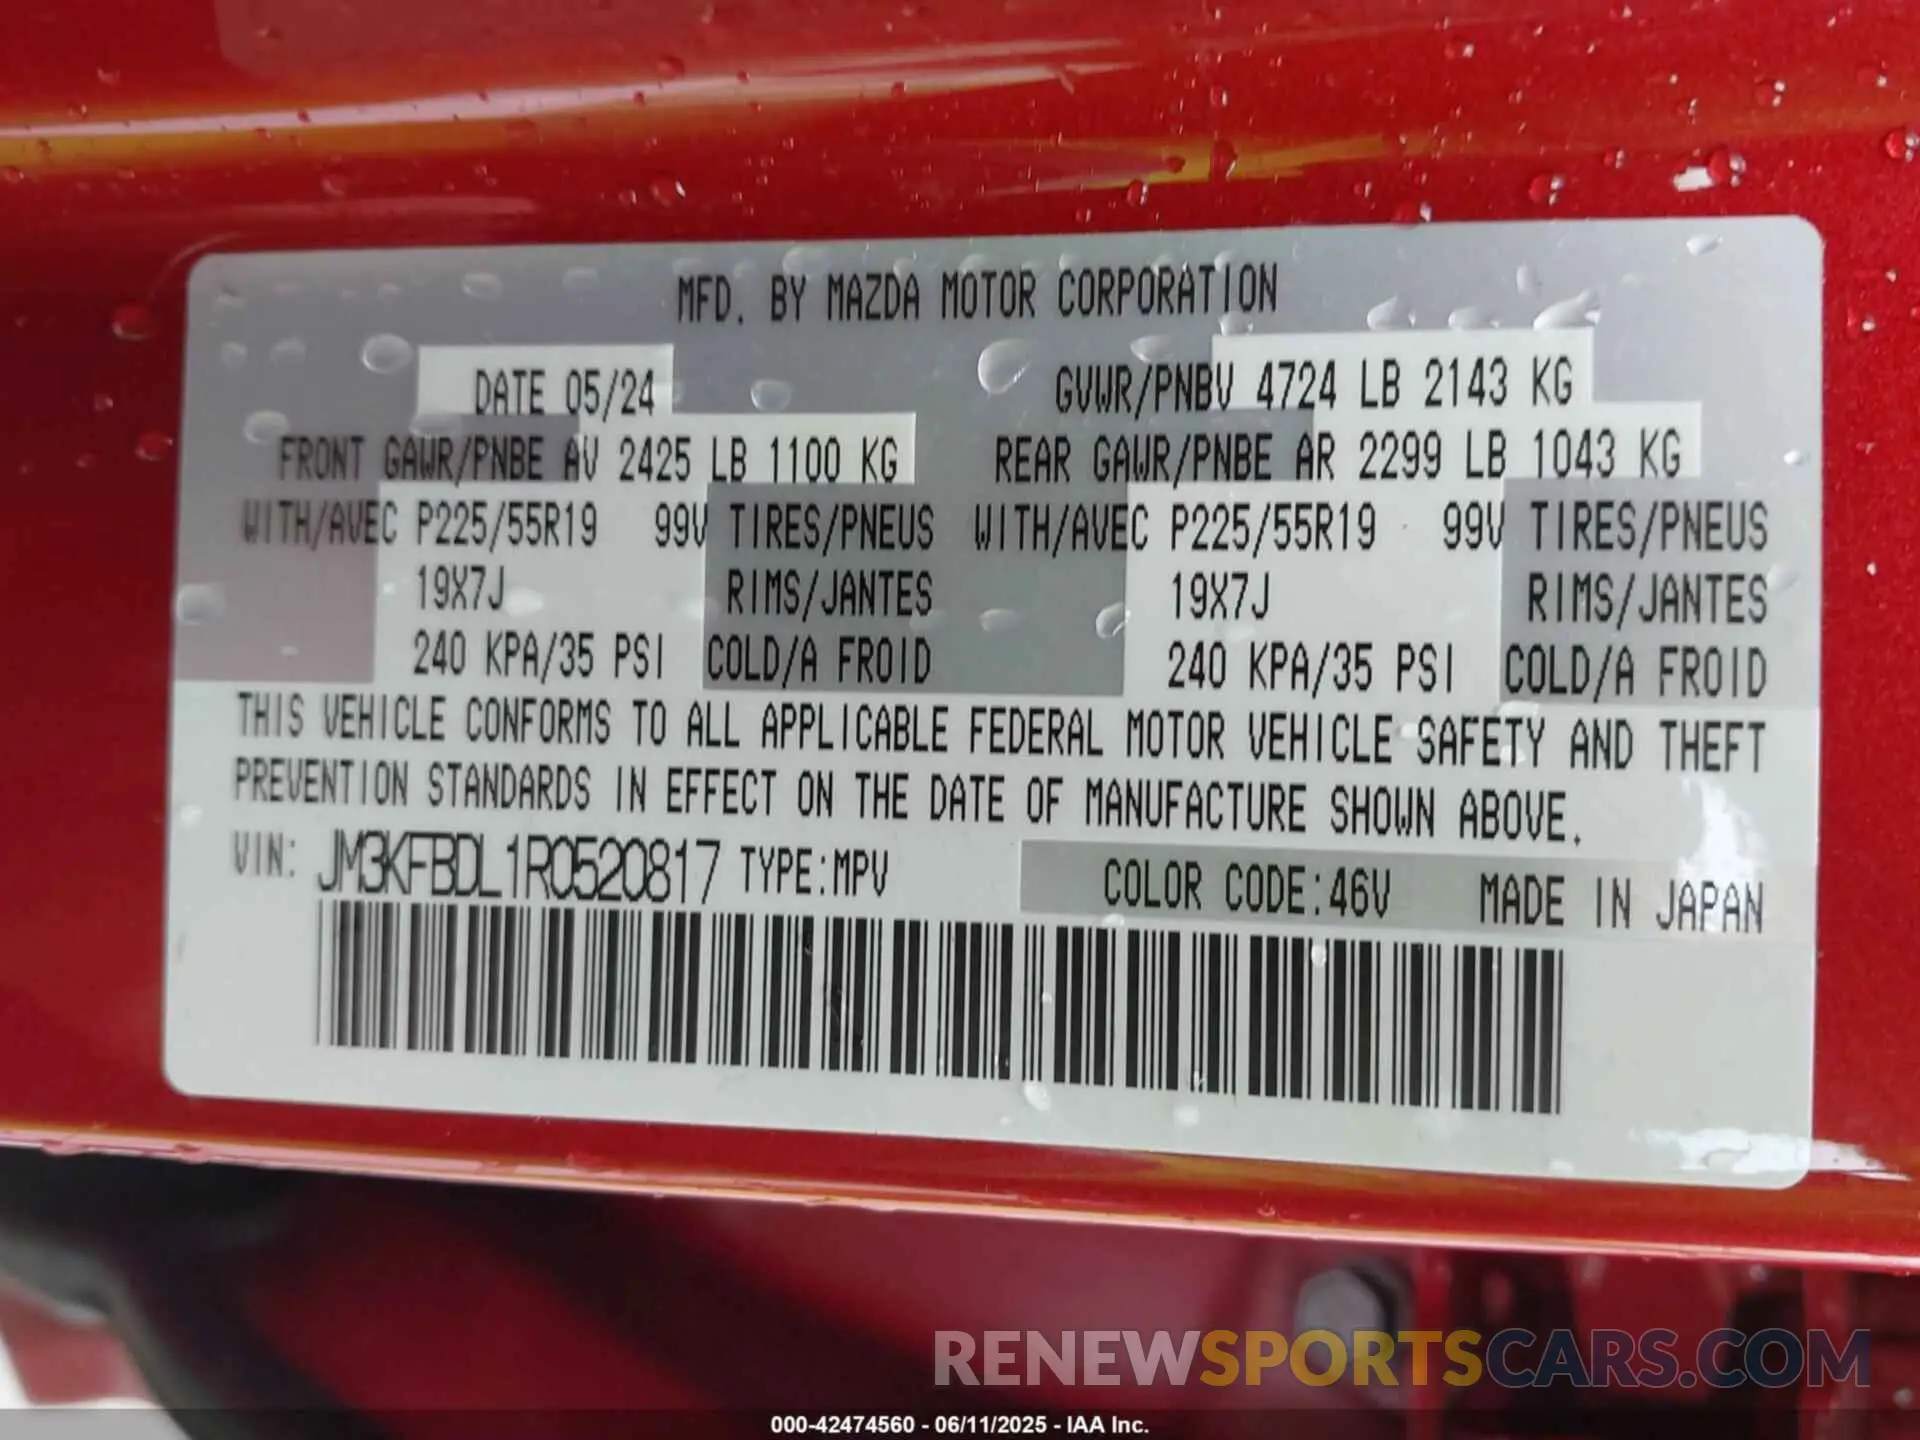 MFD. BY MAZDA MOTOR CORPORATION
DATE 05/24 GVWR/PNBV 4724 LB 2143 KG
FRONT GAWR/PNBE AV 2425 LB 1100 KG REAR GAWR/PNBE AR 2299 LB 1043 KG
WITH/AVEC P225/55R19 99V TIRES/PNEUS WITH/AVEC P225/55R19 99V TIRES/PNEUS
19X7J RIMS/JANTES 19X7J RIMS/JANTES
240 KPA/35 PSI COLD/A FROID 240 KPA/35 PSI COLD/A FROID
THIS VEHICLE CONFORMS TO ALL APPLICABLE FEDERAL MOTOR VEHICLE SAFETY AND THEFT
PREVENTION STANDARDS IN EFFECT ON THE DATE OF MANUFACTURE SHOWN ABOVE.
VIN: JM3KFBDL1R0520817 TYPE:MPV COLOR CODE:46V MADE IN JAPAN
RENEWSPORTSCARS.COM
000-42474560 - 06/11/2025 - IAA Inc.